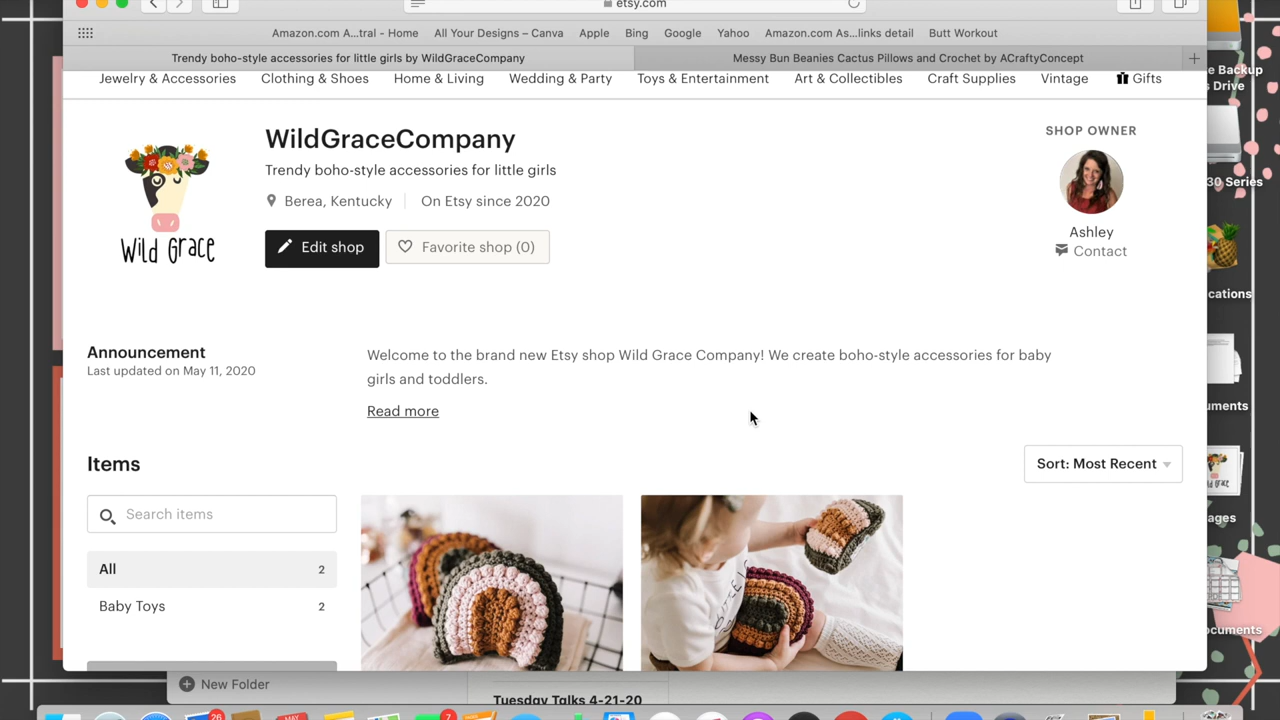 etsy.com
Amazon.com A...tral - Home All Your Designs – Canva Apple Bing Google Yahoo Amazon.com As...links detail Butt Workout
Trendy boho-style accessories for little girls by WildGraceCompany
Messy Bun Beanies Cactus Pillows and Crochet by ACraftyConcept
Jewelry & Accessories Clothing & Shoes Home & Living Wedding & Party Toys & Entertainment Art & Collectibles Craft Supplies Vintage Gifts
WildGraceCompany
Trendy boho-style accessories for little girls
Berea, Kentucky On Etsy since 2020
Edit shop Favorite shop (0)
Wild Grace
SHOP OWNER
Ashley
Contact
Announcement
Last updated on May 11, 2020
Welcome to the brand new Etsy shop Wild Grace Company! We create boho-style accessories for baby
girls and toddlers.
Read more
Items
Sort: Most Recent
Search items
All 2
Baby Toys 2
New Folder
Tuesday Talks 4-21-20
Backup
Drive
30 Series
26
MAY
7